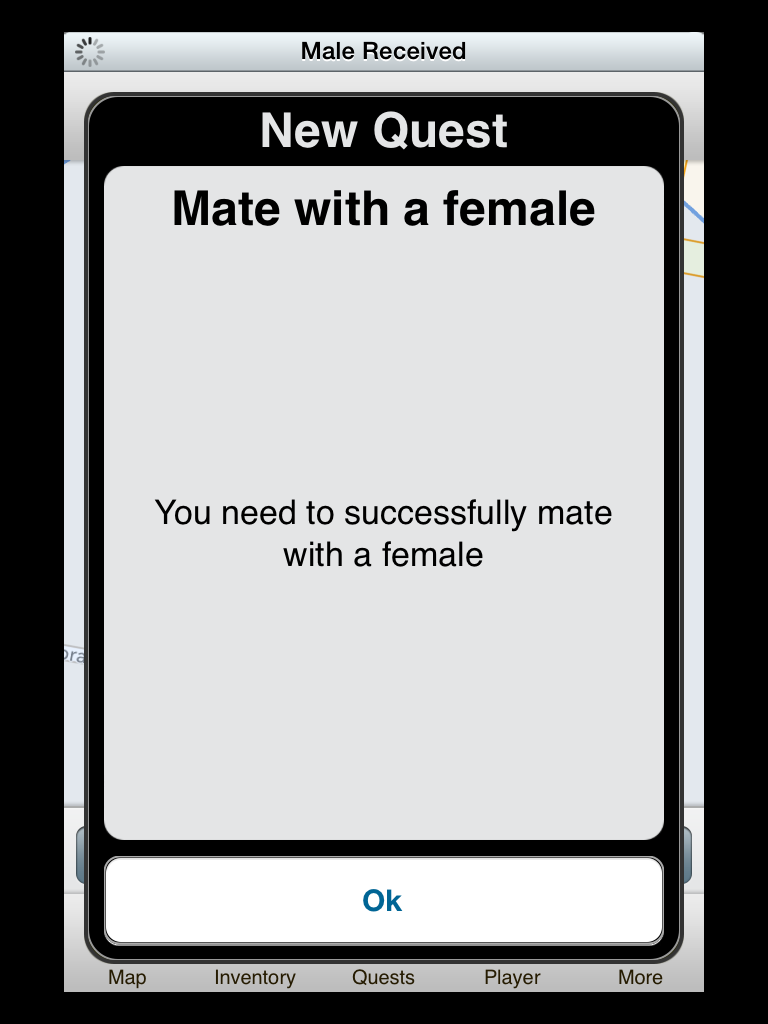 Male Received
New Quest
Mate with a female
You need to successfully mate
with a female
Ok
Map Inventory Quests Player More